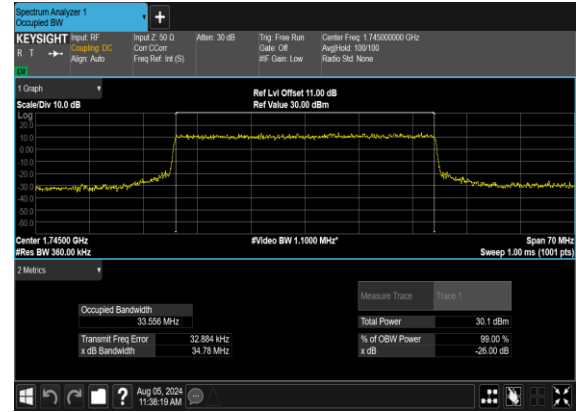 Spectrum Analyzer 1
Occupied BW
+
KEYSIGHT Input: RF Input Z: 50 Ω Atten: 30 dB Trig: Free Run Center Freq: 1.745000000 GHz
R T Coupling: DC Corr CCorr Gate: Off Avg|Hold: 100/100
Align: Auto Freq Ref: Int (S) #IF Gain: Low Radio Std: None
LU
1 Graph
Ref Lvl Offset 11.00 dB
Scale/Div 10.0 dB Ref Value 30.00 dBm
Log
20.0
10.0
0.00
-10.0
-20.0
-30.0
-40.0
-50.0
-60.0
Center 1.74500 GHz #Video BW 1.1000 MHz* Span 70 MHz
#Res BW 360.00 kHz Sweep 1.00 ms (1001 pts)
2 Metrics
Measure Trace Trace 1
Occupied Bandwidth
33.556 MHz Total Power 30.1 dBm
Transmit Freq Error 32.884 kHz % of OBW Power 99.00 %
x dB Bandwidth 34.78 MHz x dB -26.00 dB
? Aug 05, 2024
11:38:19 AM